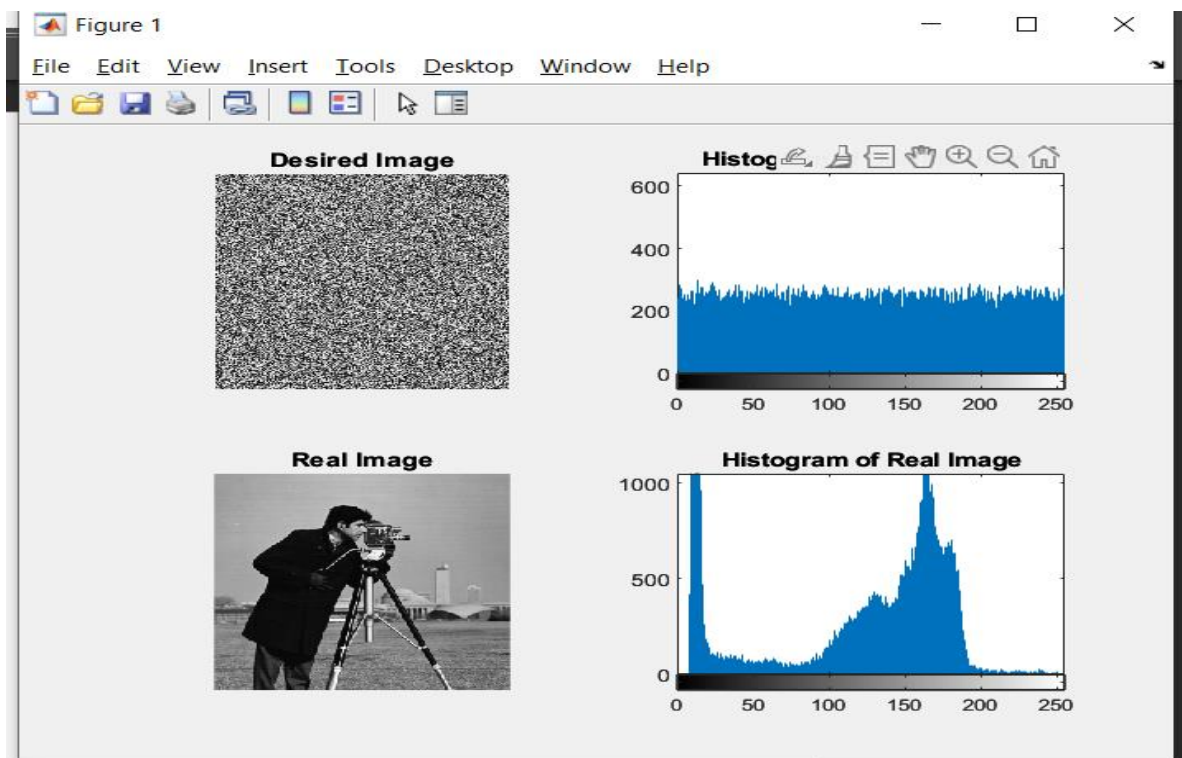 Figure 1
File Edit View Insert Tools Desktop Window Help
Desired Image
Histog
600
400
200
0
0 50 100 150 200 250
Real Image
Histogram of Real Image
1000
500
0
0 50 100 150 200 250